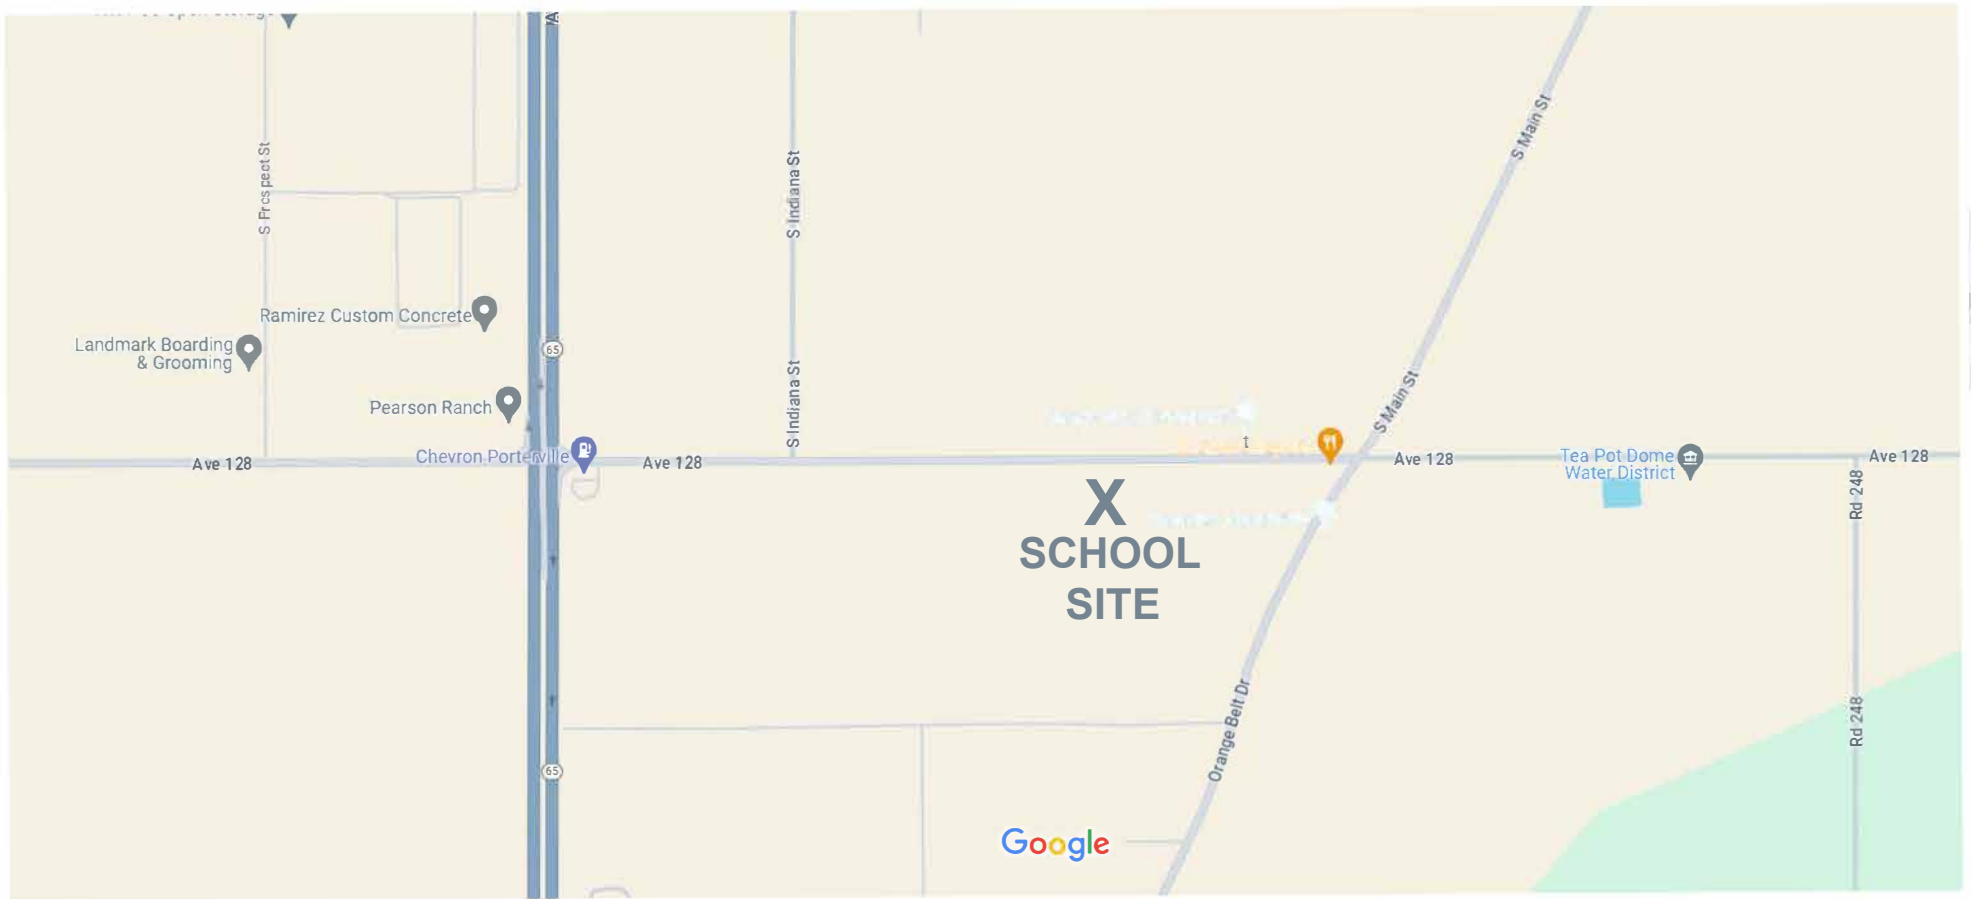 S Prospect St
S Indiana St
S Main St
Ramirez Custom Concrete
65
Landmark Boarding
& Grooming
Pearson Ranch
S Indiana St
S Main St
t
Ave 128
Chevron Porterville
Ave 128
Ave 128
Tea Pot Dome
Water District
Ave 128
Rd 248
X
SCHOOL
SITE
Orange Belt Dr
Rd 248
65
Google